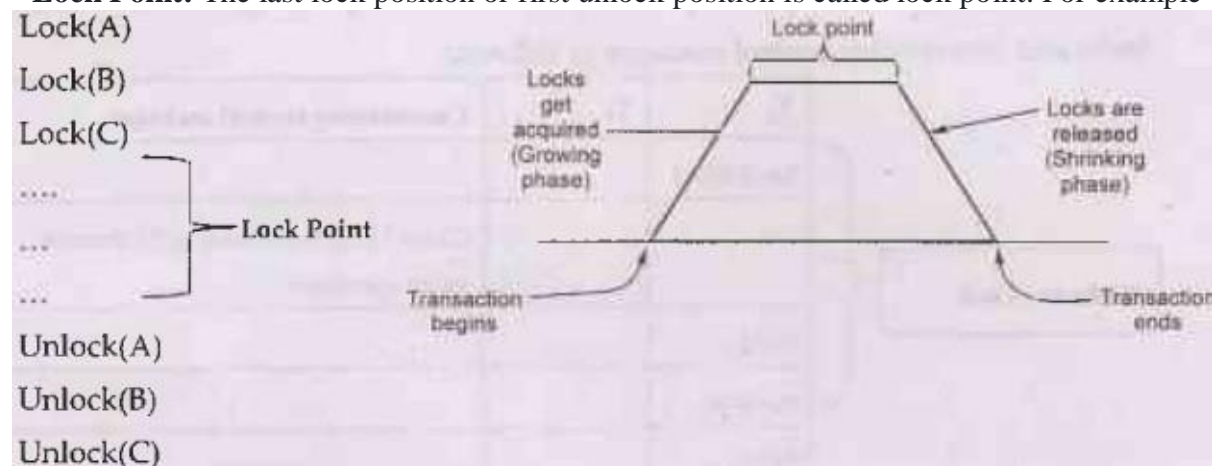 Lock Point: The last lock position or first unlock position is called lock point. For example
Lock(A)
Lock(B)
Lock(C)
....
...
...
Lock Point
Unlock(A)
Unlock(B)
Unlock(C)
Lock point
Locks
get
acquired
(Growing
phase)
Locks are
released
(Shrinking
phase)
Transaction
begins
Transaction
ends